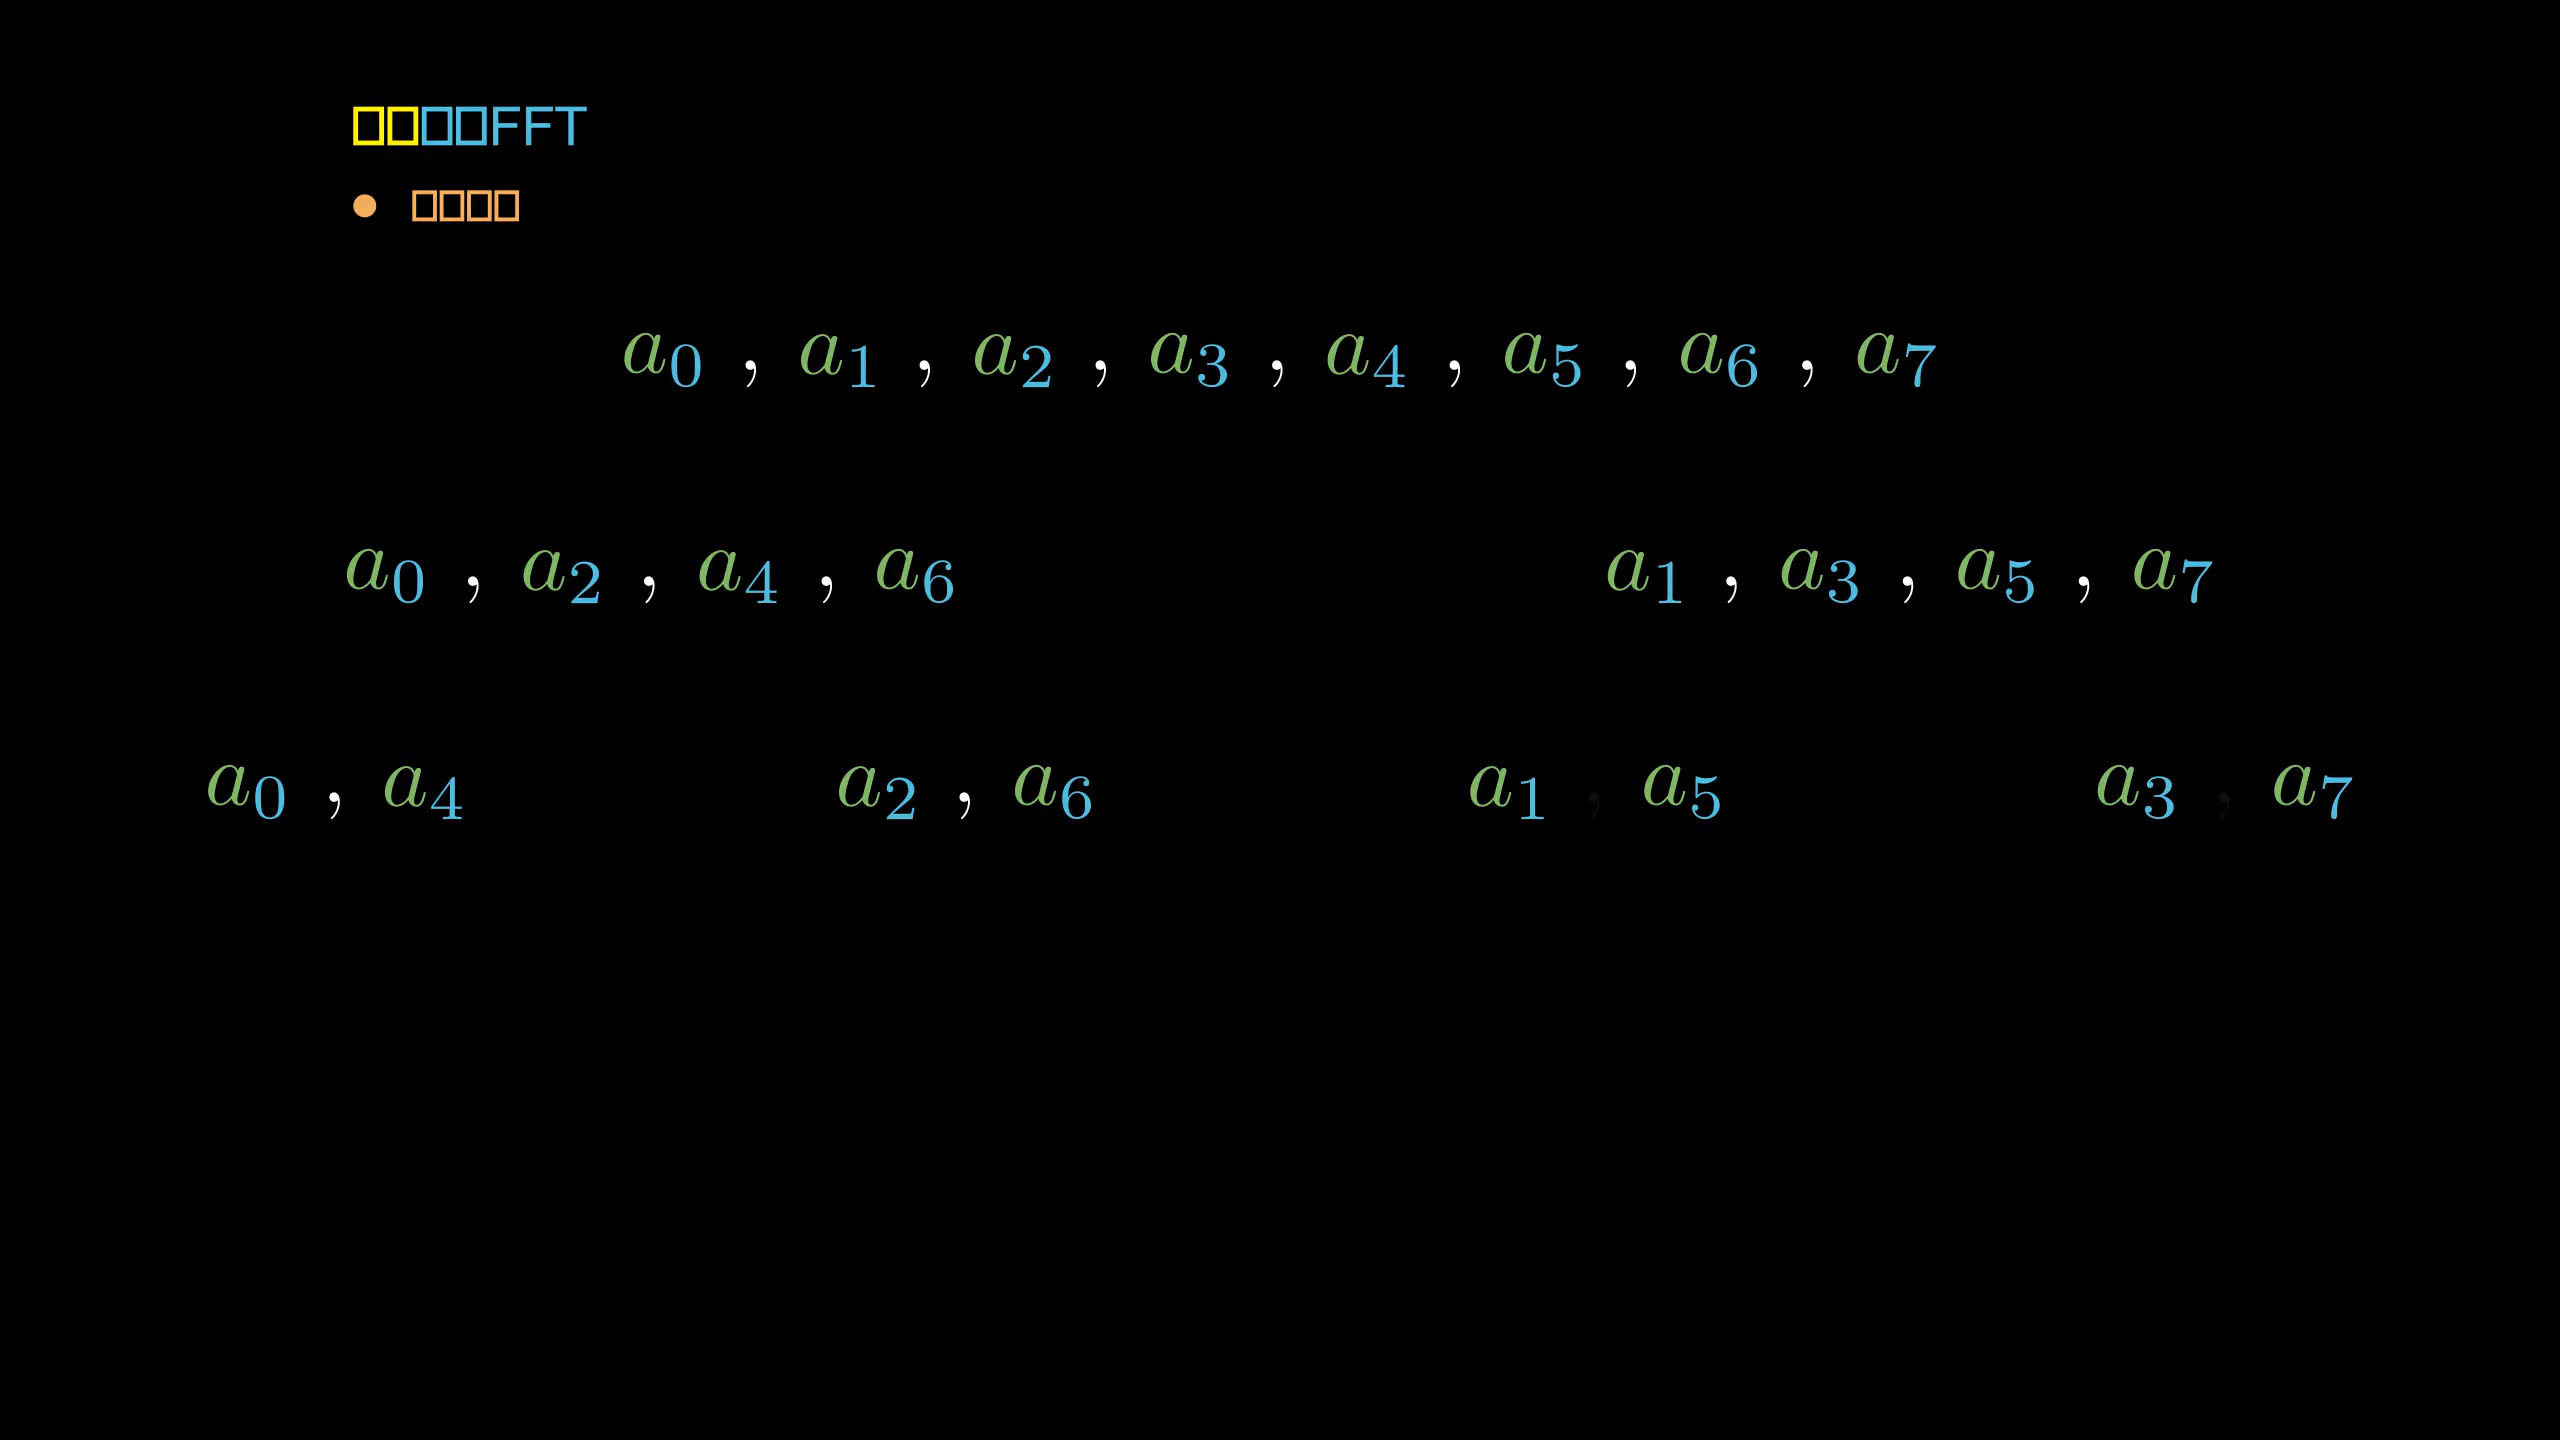 □□□□FFT
• □□□□
a₀ , a₁ , a₂ , a₃ , a₄ , a₅ , a₆ , a₇
a₀ , a₂ , a₄ , a₆ a₁ , a₃ , a₅ , a₇
a₀ , a₄ a₂ , a₆ a₁ , a₅ a₃ , a₇